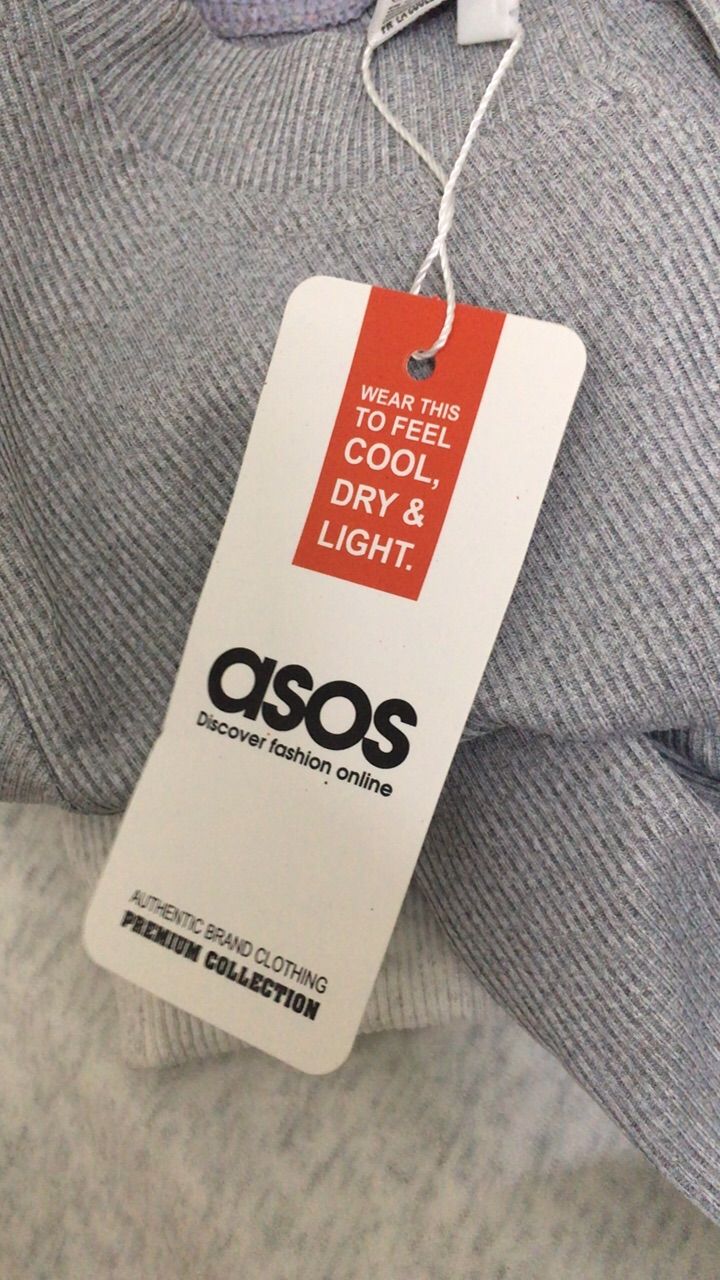 WEAR THIS
TO FEEL
COOL,
DRY &
LIGHT.
asos
Discover fashion online
AUTHENTIC BRAND CLOTHING
PREMIUM COLLECTION